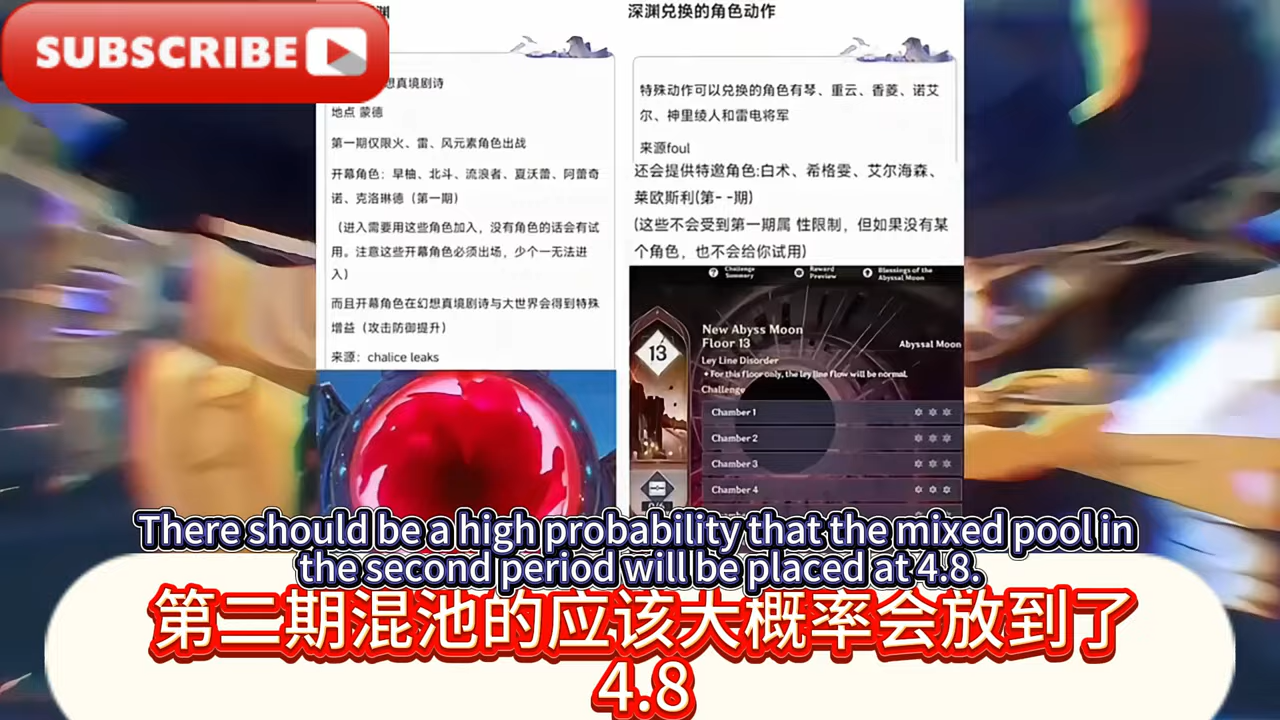 SUBSCRIBE
渊
想真境剧诗
地点 蒙德
第一期仅限火、雷、风元素角色出战
开幕角色：早柚、北斗、流浪者、夏沃蕾、阿蕾奇
诺、克洛琳德（第一期）
（进入需要用这些角色加入，没有角色的话会有试
用。注意这些开幕角色必须出场，少个一无法进
入）
而且开幕角色在幻想真境剧诗与大世界会得到特殊
增益（攻击防御提升）
来源：chalice leaks
深渊兑换的角色动作
特殊动作可以兑换的角色有琴、重云、香菱、诺艾
尔、神里绫人和雷电将军
来源foul
还会提供特邀角色:白术、希格雯、艾尔海森、
莱欧斯利(第- -期)
(这些不会受到第一期属 性限制，但如果没有某
个角色，也不会给你试用)
Challenge Summary
Reward Preview
Blessings of the Abyssal Moon
13
New Abyss Moon
Floor 13
Abyssal Moon
Ley Line Disorder
For this floor only, the ley line flow will be normal.
Challenge
Chamber 1
Chamber 2
Chamber 3
Chamber 4
There should be a high probability that the mixed pool in
the second period will be placed at 4.8.
第二期混池的应该大概率会放到了
4.8